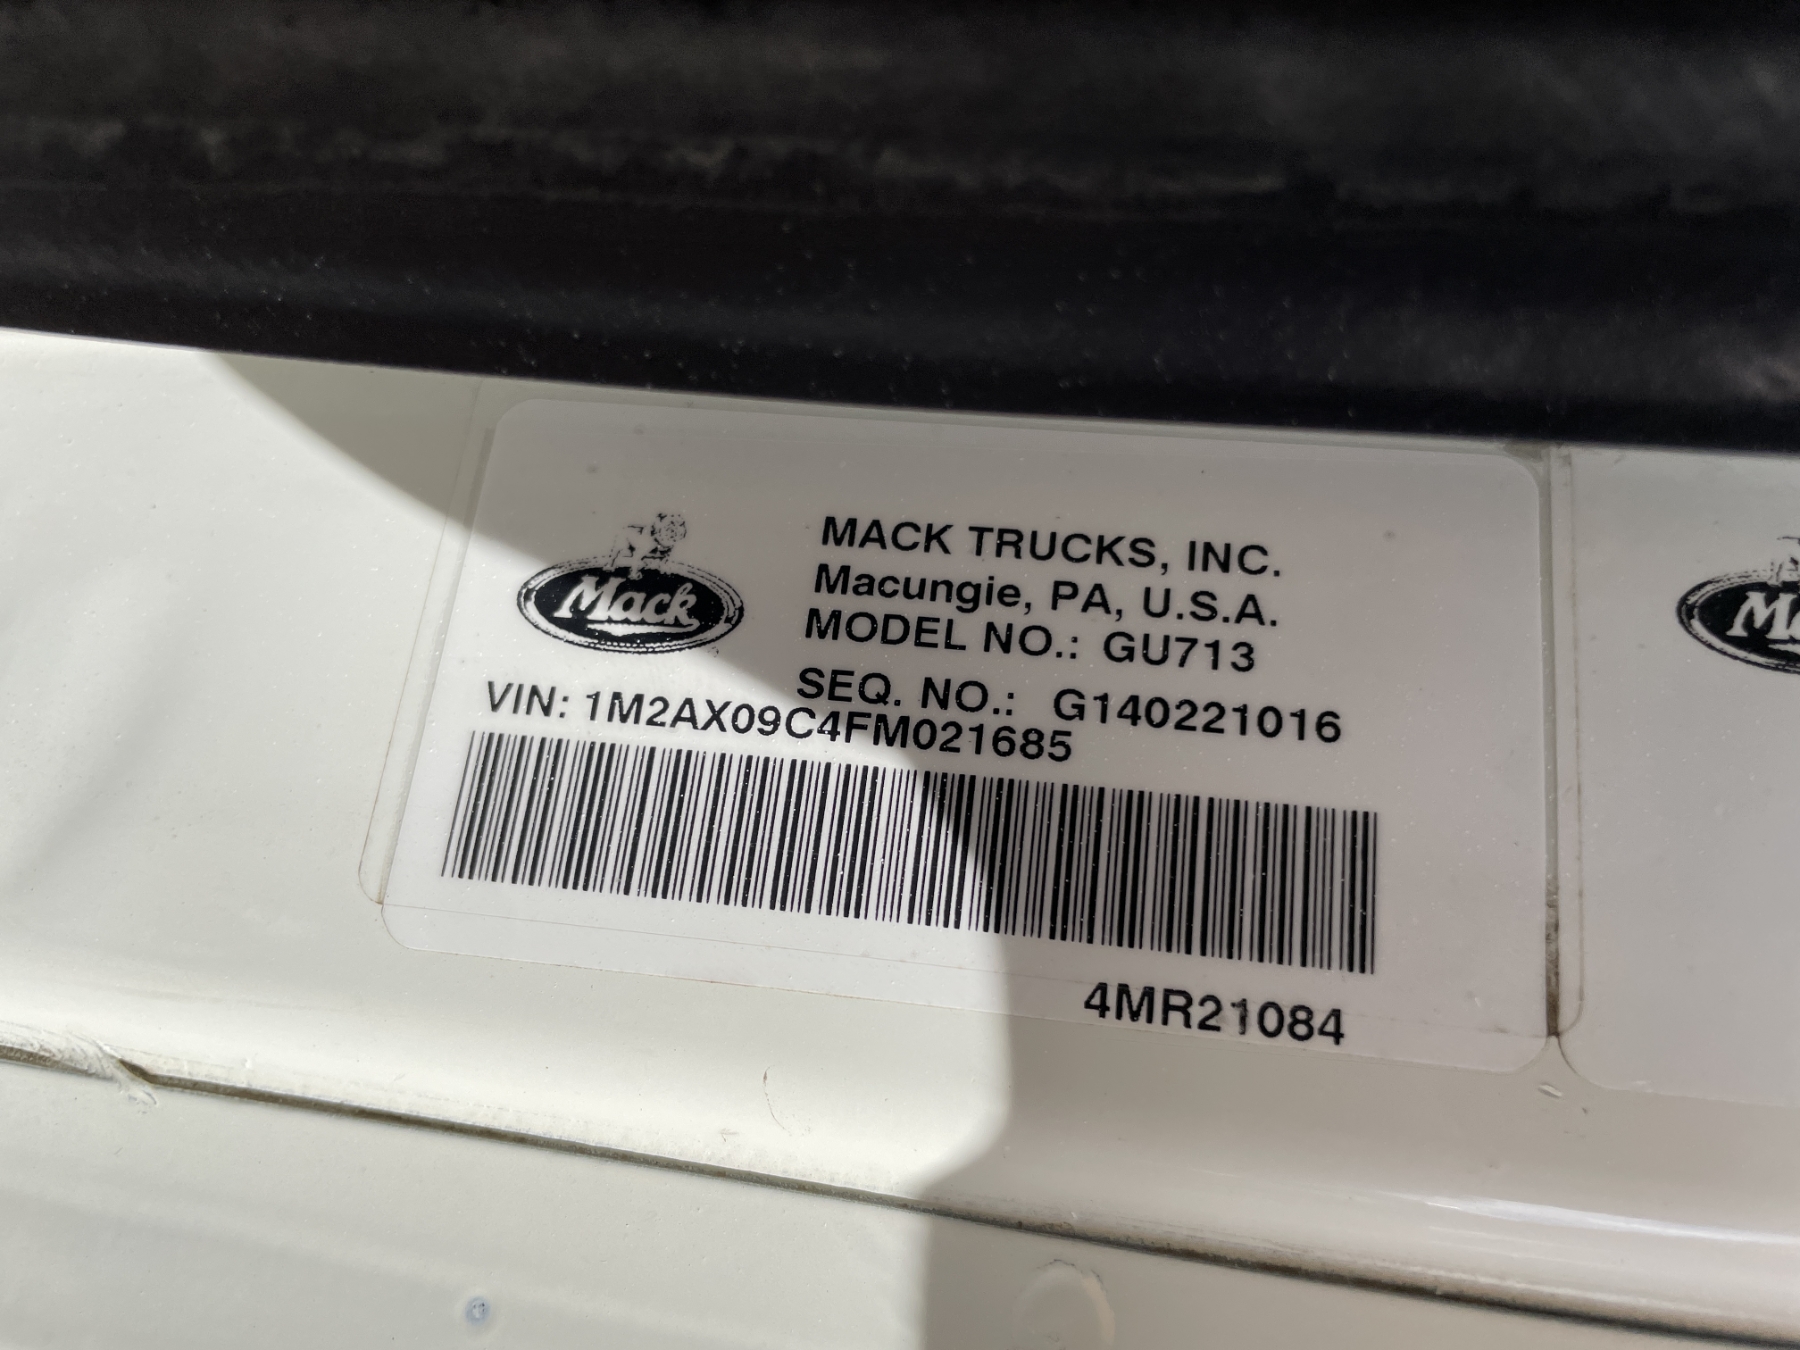 Mack
MACK TRUCKS, INC.
Macungie, PA, U.S.A.
MODEL NO.: GU713
SEQ. NO.: G140221016
VIN: 1M2AX09C4FM021685
4MR21084